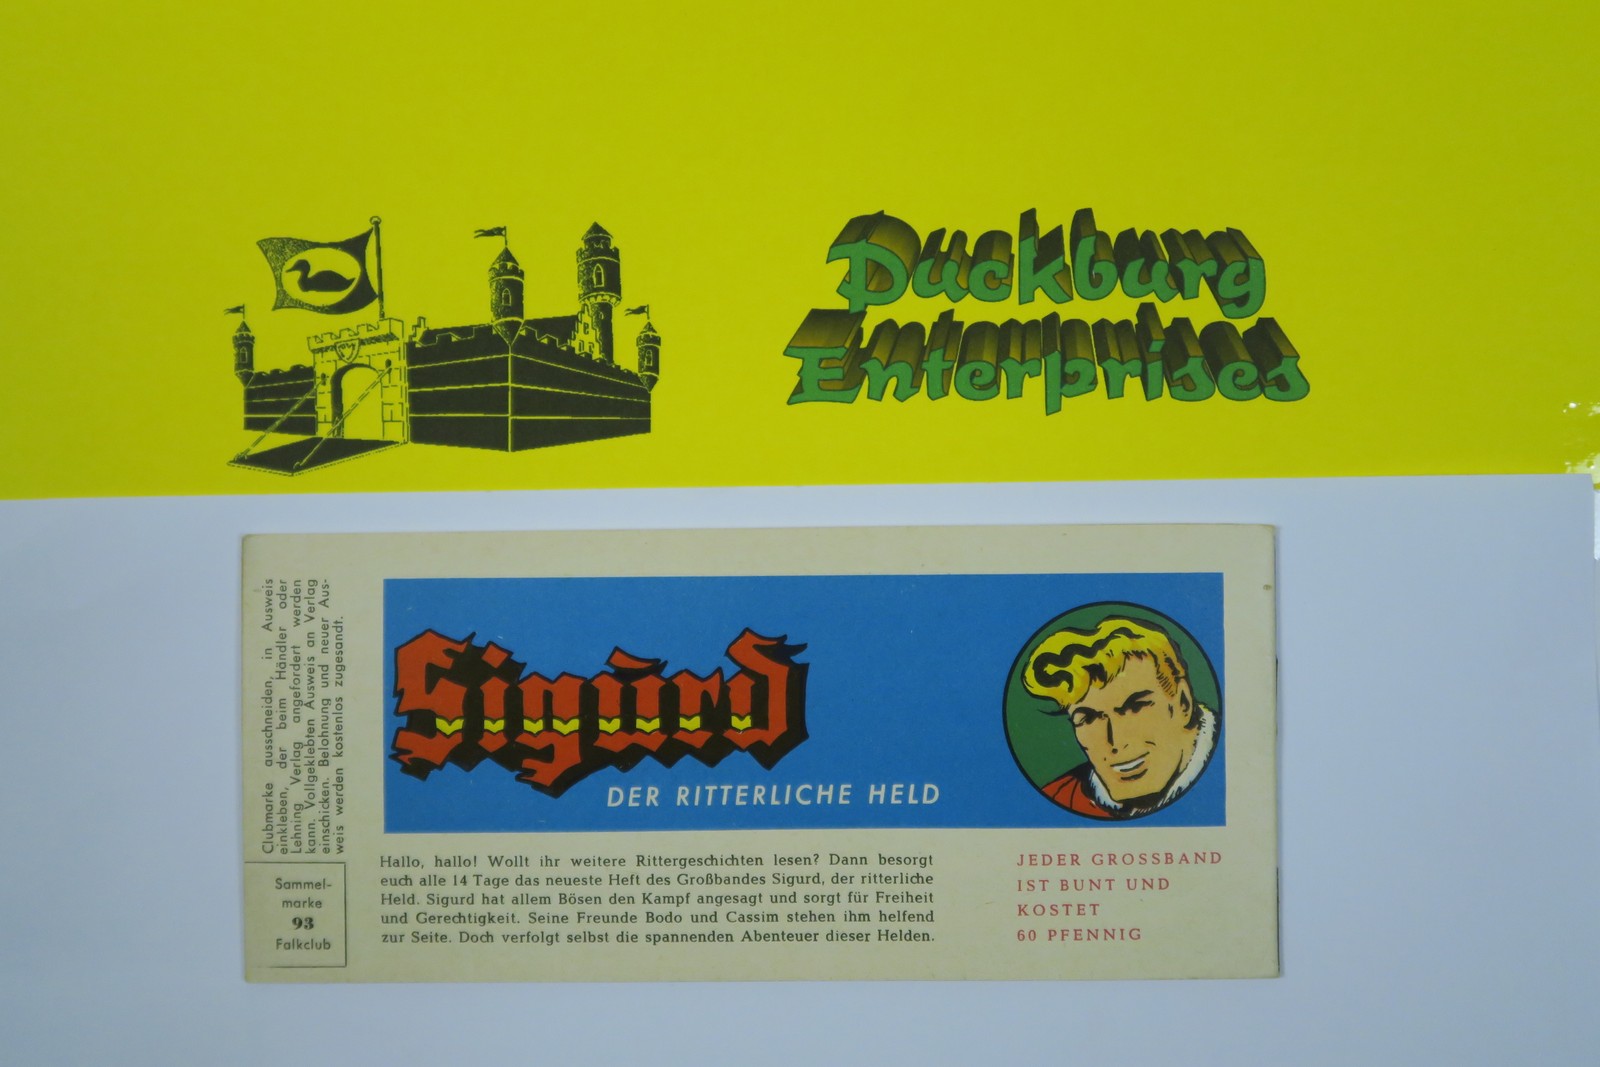 Duckburg
Enterprises
Clubmarke ausschneiden, in Ausweis
einkleben, der beim Händler oder
Lehning Verlag angefordert werden
kann. Vollgeklebten Ausweis an Verlag
einschicken. Belohnung und neuer Aus-
weis werden kostenlos zugesandt.
Sammel-
marke
93
Falkclub
Sigurd
DER RITTERLICHE HELD
Hallo, hallo! Wollt ihr weitere Rittergeschichten lesen? Dann besorgt
euch alle 14 Tage das neueste Heft des Großbandes Sigurd, der ritterliche
Held. Sigurd hat allem Bösen den Kampf angesagt und sorgt für Freiheit
und Gerechtigkeit. Seine Freunde Bodo und Cassim stehen ihm helfend
zur Seite. Doch verfolgt selbst die spannenden Abenteuer dieser Helden.
JEDER GROSSBAND
IST BUNT UND
KOSTET
60 PFENNIG